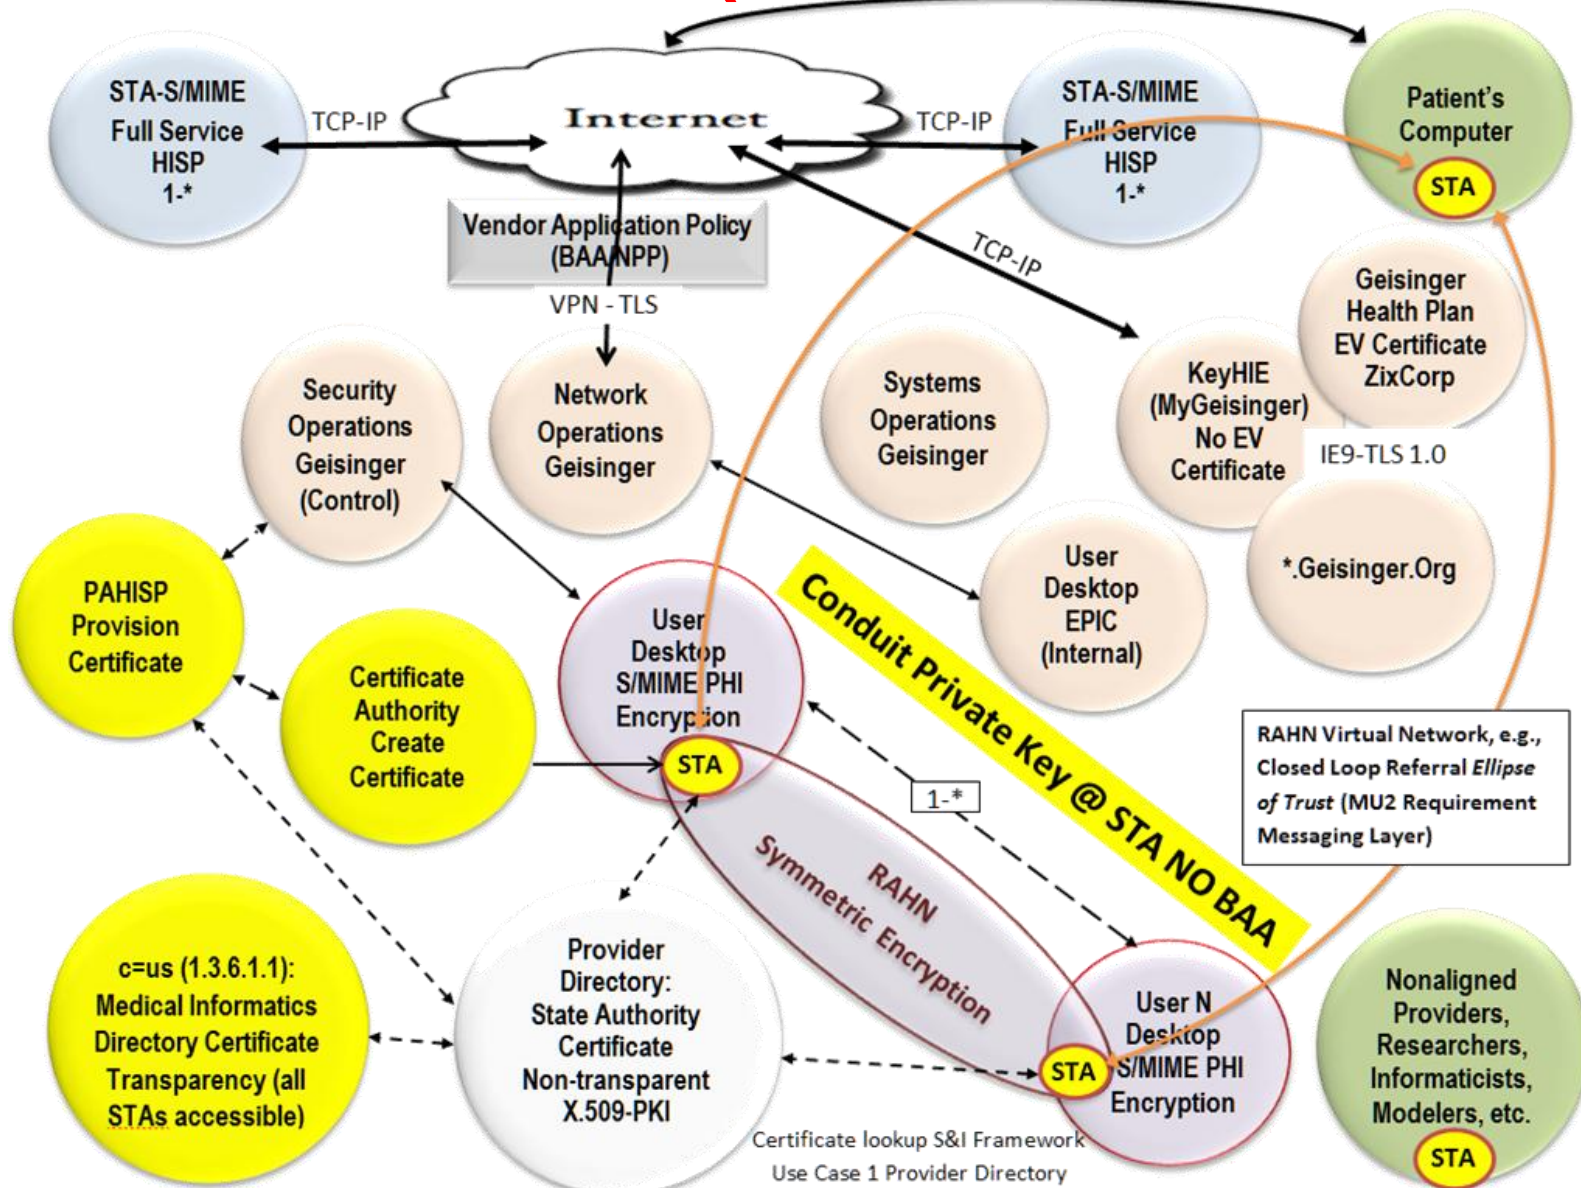 STA-S/MIME
Full Service
HISP
1-*
TCP-IP
Internet
TCP-IP
STA-S/MIME
Full Service
HISP
1-*
Patient's
Computer
STA
Vendor Application Policy
(BAA/NPP)
VPN - TLS
TCP-IP
Geisinger
Health Plan
EV Certificate
ZixCorp
Security
Operations
Geisinger
(Control)
Network
Operations
Geisinger
Systems
Operations
Geisinger
KeyHIE
(MyGeisinger)
No EV
Certificate
IE9-TLS 1.0
*.Geisinger.Org
User
Desktop
EPIC
(Internal)
PAHISP
Provision
Certificate
Certificate
Authority
Create
Certificate
User
Desktop
S/MIME PHI
Encryption
STA
Conduit Private Key @ STA NO BAA
1-*
RAHN Virtual Network, e.g.,
Closed Loop Referral Ellipse
of Trust (MU2 Requirement
Messaging Layer)
RAHN
Symmetric Encryption
c=us (1.3.6.1.1):
Medical Informatics
Directory Certificate
Transparency (all
STAs accessible)
Provider
Directory:
State Authority
Certificate
Non-transparent
X.509-PKI
User N
Desktop
S/MIME PHI
Encryption
STA
Nonaligned
Providers,
Researchers,
Informaticists,
Modelers, etc.
STA
Certificate lookup S&I Framework
Use Case 1 Provider Directory